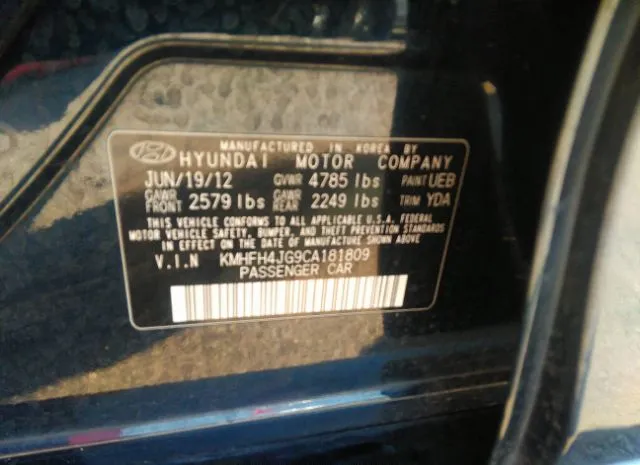 MANUFACTURED IN KOREA BY
HYUNDAI MOTOR COMPANY
JUN/19/12 GVWR 4785 lbs PAINT UEB
GAWR FRONT 2579 lbs GAWR REAR 2249 lbs TRIM YDA
THIS VEHICLE CONFORMS TO ALL APPLICABLE U.S.A. FEDERAL
MOTOR VEHICLE SAFETY, BUMPER, AND THEFT PREVENTION STANDARDS
IN EFFECT ON THE DATE OF MANUFACTURE SHOWN ABOVE.
V.I.N KMHFH4JG9CA181809
PASSENGER CAR